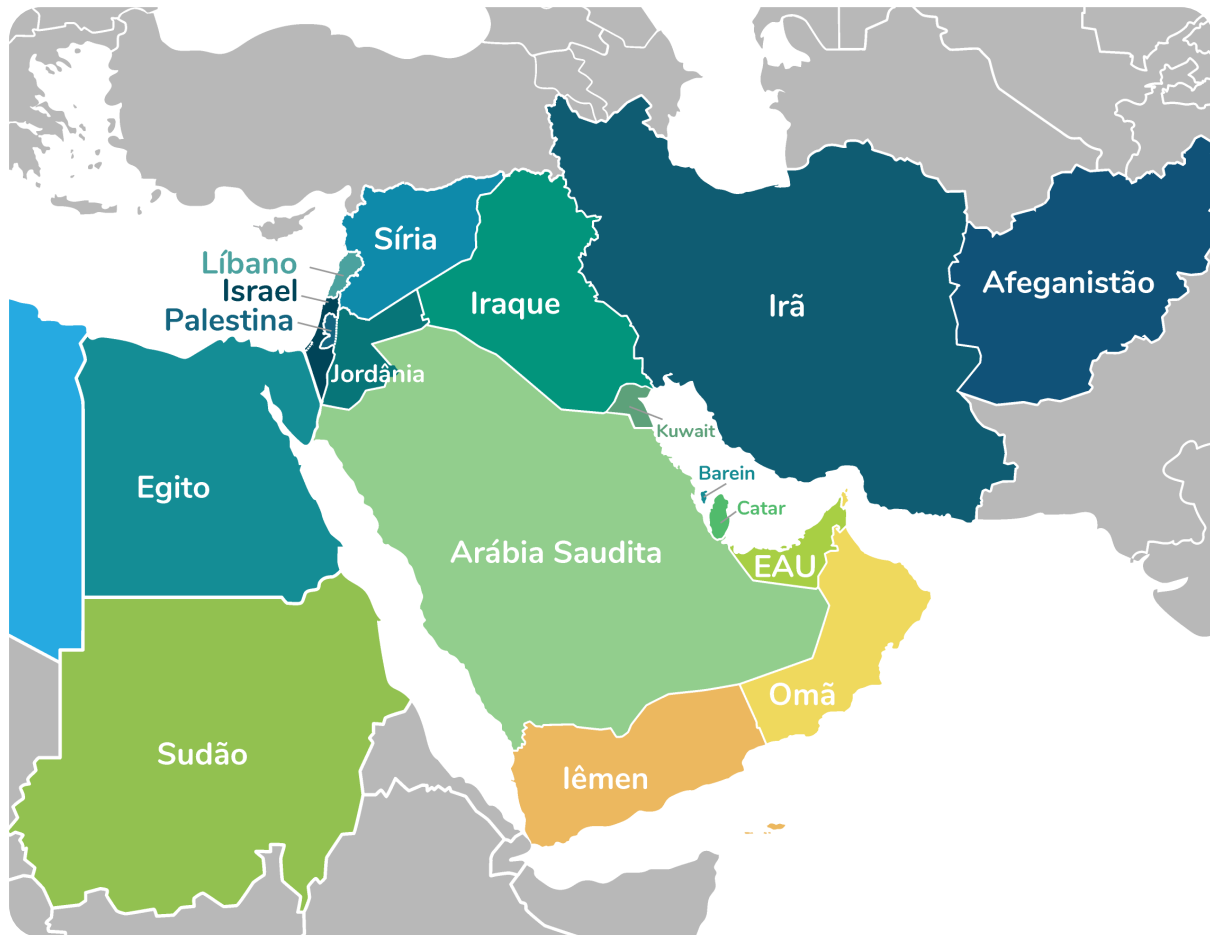 Síria
Líbano
Israel
Palestina
Jordânia
Iraque
Irã
Afeganistão
Kuwait
Barein
Catar
Egito
Arábia Saudita
EAU
Omã
Sudão
Iêmen